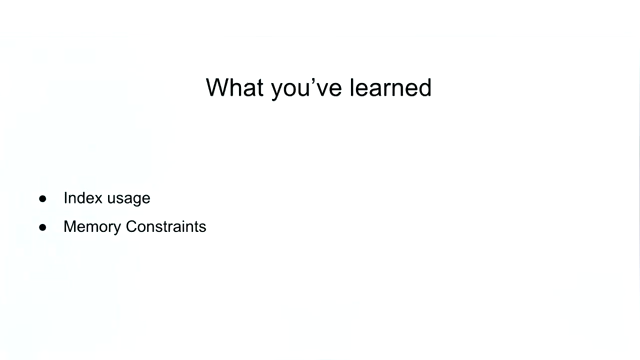 What you’ve learned
● Index usage
● Memory Constraints